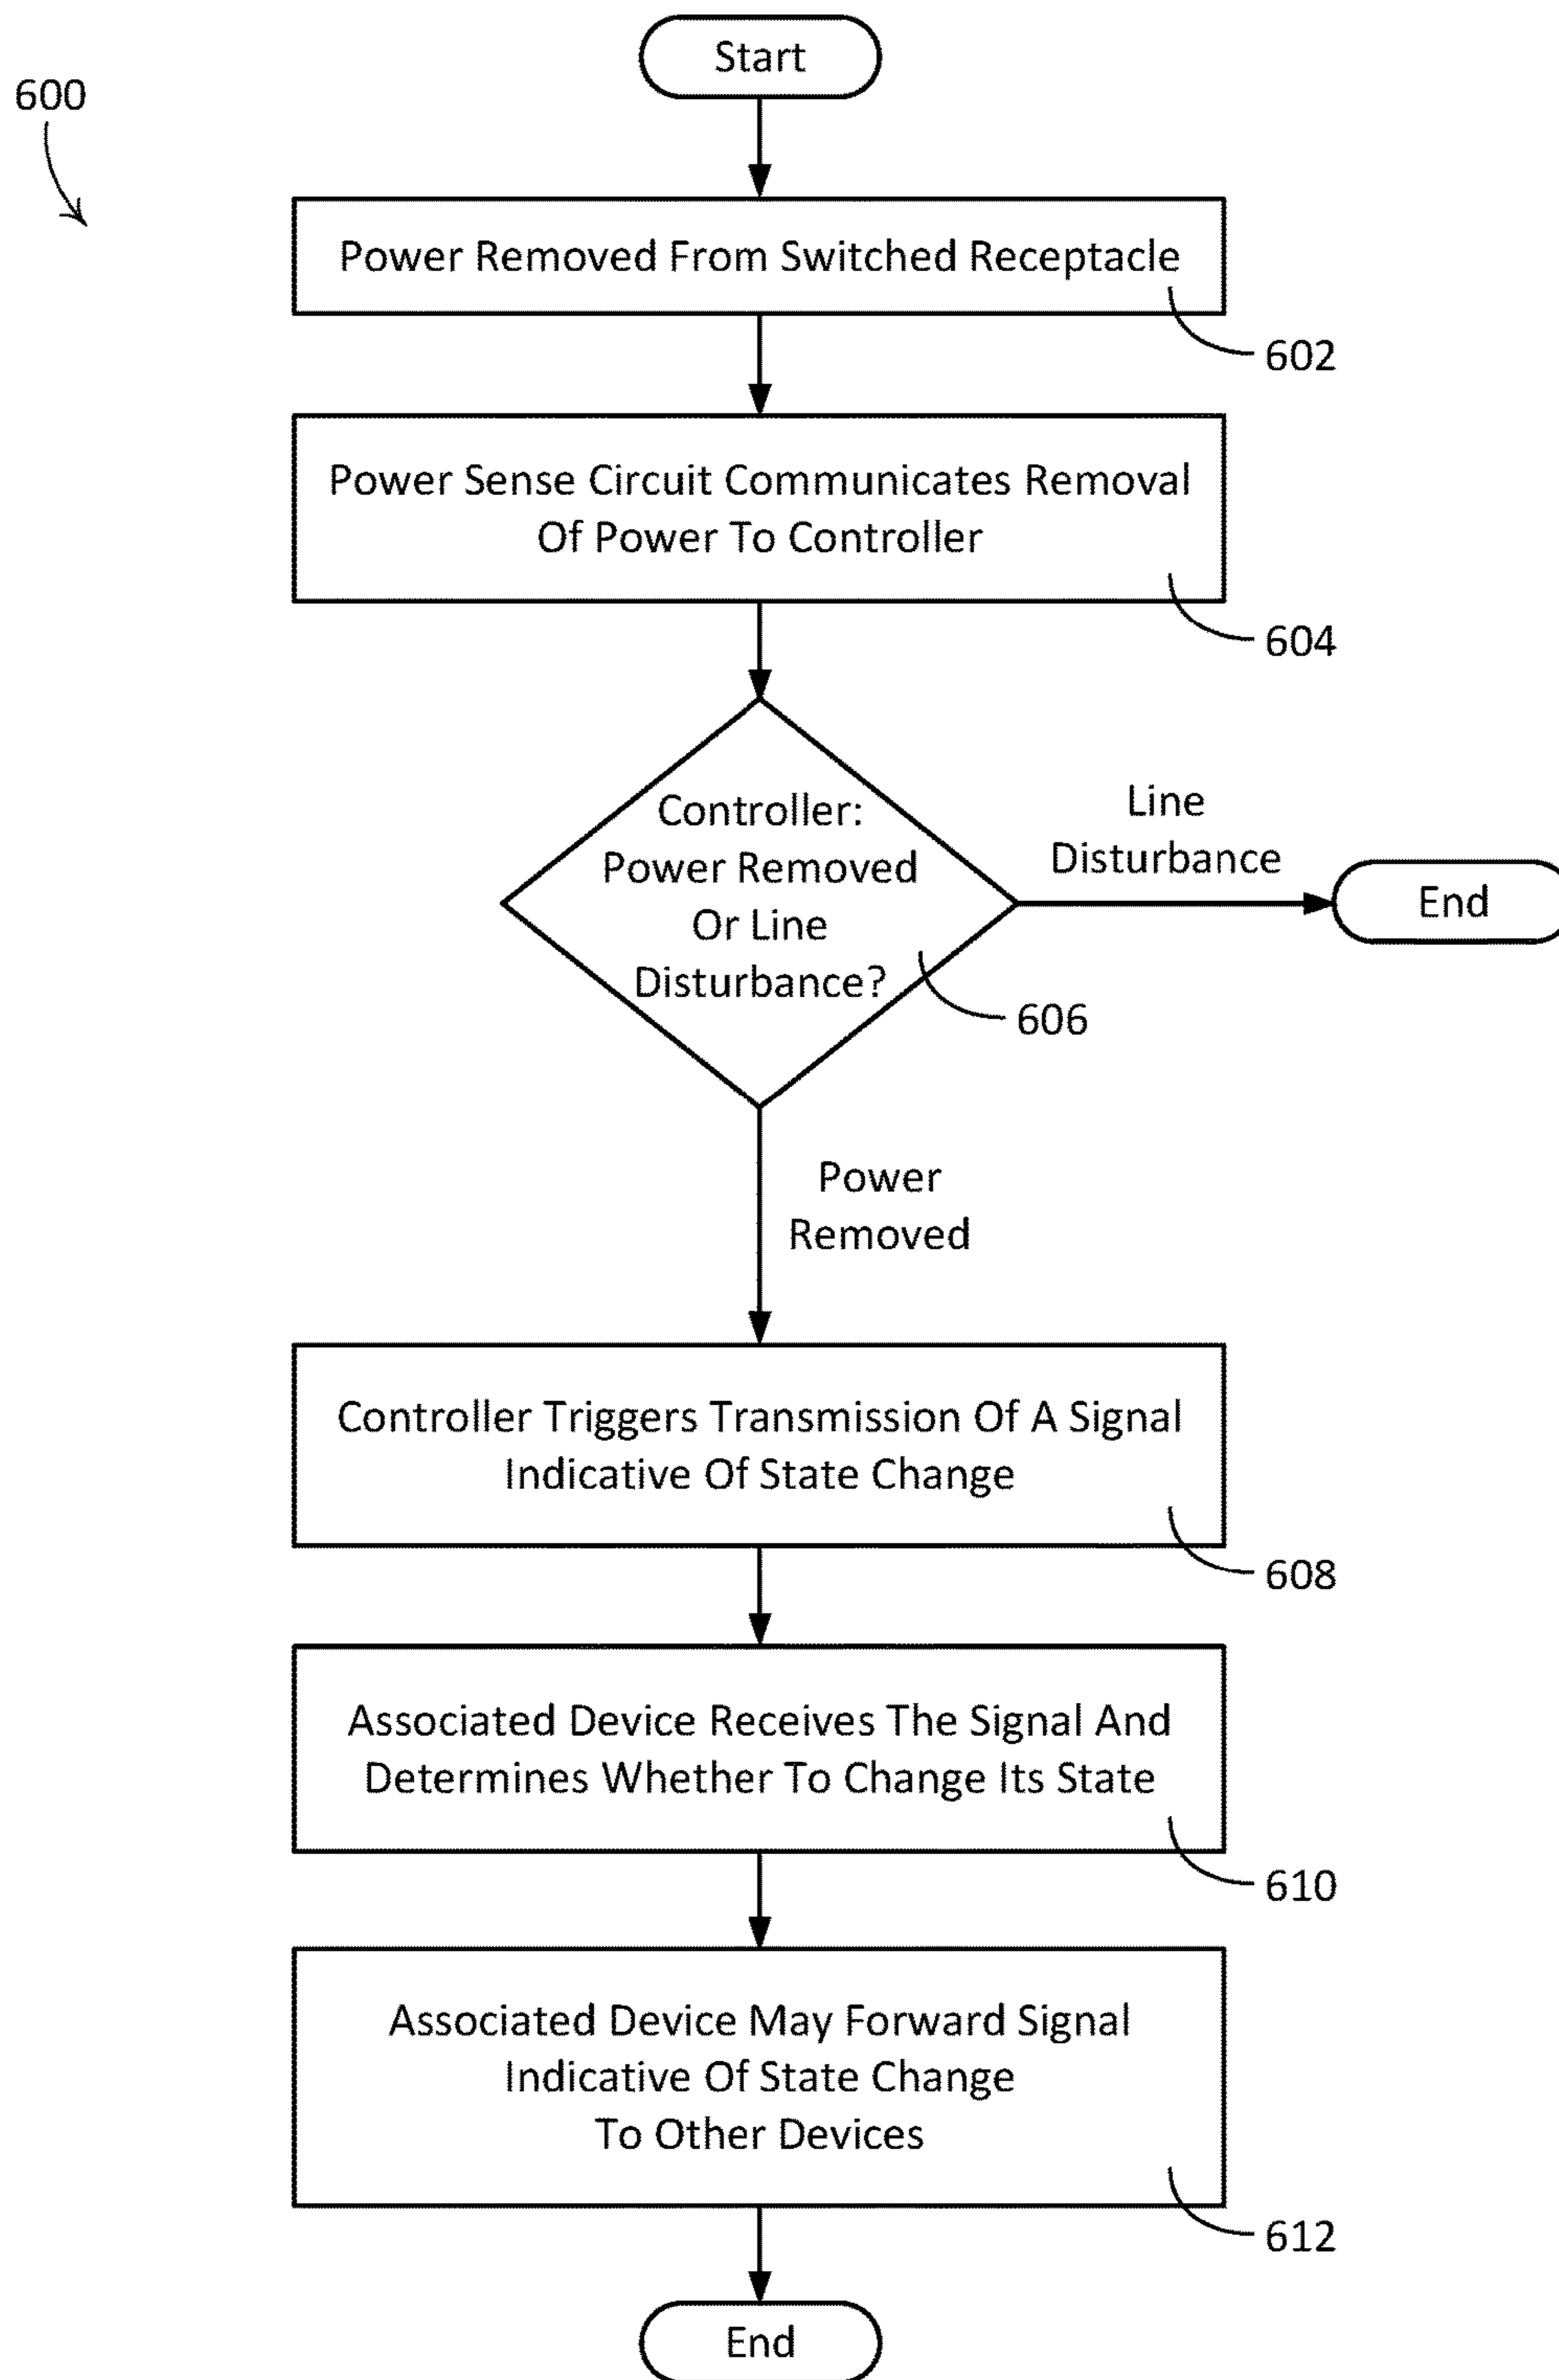 Start
600
Power Removed From Switched Receptacle
602
Power Sense Circuit Communicates Removal
Of Power To Controller
604
Controller:
Power Removed
Or Line
Disturbance?
606
Line
Disturbance
End
Power
Removed
Controller Triggers Transmission Of A Signal
Indicative Of State Change
608
Associated Device Receives The Signal And
Determines Whether To Change Its State
610
Associated Device May Forward Signal
Indicative Of State Change
To Other Devices
612
End